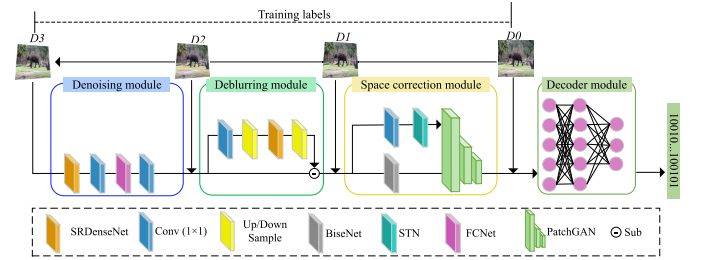 Training labels
D3
D2
D1
D0
Denoising module
Deblurring module
Space correction module
Decoder module
10010...100101
SRDenseNet
Conv (1×1)
Up/Down
Sample
BiseNet
STN
FCNet
PatchGAN
Sub